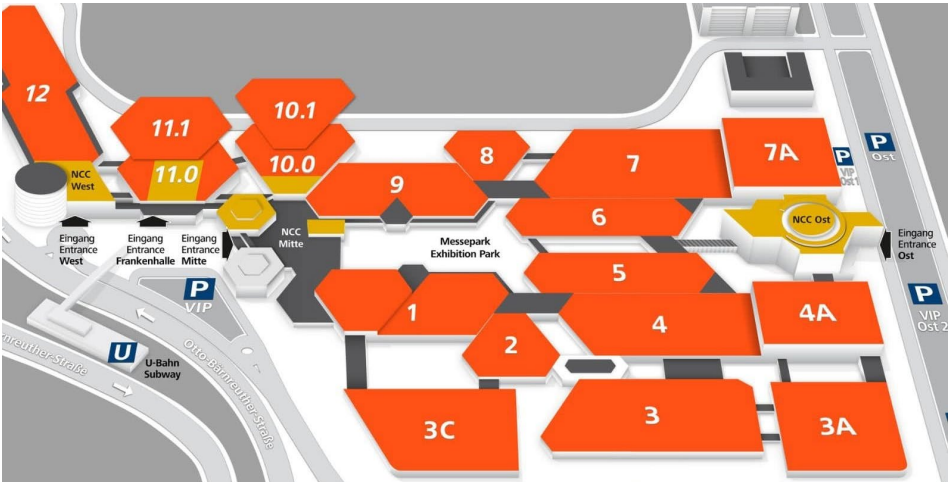 12
11.1
10.1
10.0
11.0
NCC
West
9
8
7
7A
P
VIP
Ost 1
P
Ost
6
NCC Ost
NCC
Mitte
Messepark
Exhibition Park
Eingang
Entrance
West
Eingang
Entrance
Frankenhalle
Eingang
Entrance
Mitte
Eingang
Entrance
Ost
5
P
VIP
1
4
4A
P
VIP
Ost 2
2
U
U-Bahn
Subway
Otto-Bärnreuther-Straße
rnreuther-Straße
3C
3
3A